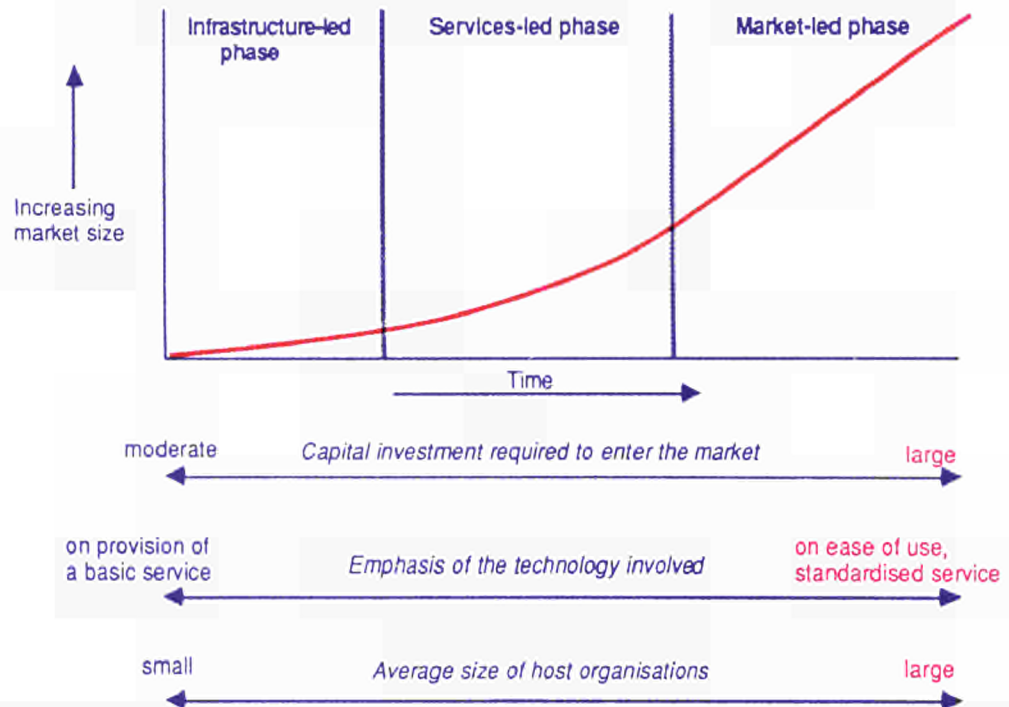 Infrastructure-led
phase
Services-led phase
Market-led phase
Increasing
market size
Time
moderate
Capital investment required to enter the market
large
on provision of
a basic service
Emphasis of the technology involved
on ease of use,
standardised service
small
Average size of host organisations
large